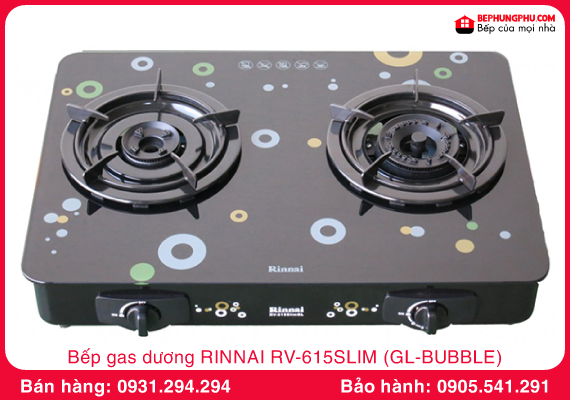 BEPHUNGPHU.COM
Bếp của mọi nhà
Rinnai
Rinnai
Bếp gas dương RINNAI RV-615SLIM (GL-BUBBLE)
Bán hàng: 0931.294.294
Bảo hành: 0905.541.291